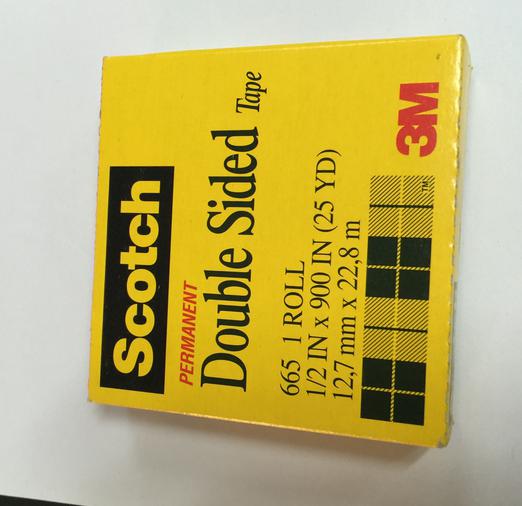 Scotch
PERMANENT
Double Sided Tape
665 1 ROLL
1/2 IN x 900 IN (25 YD)
12,7 mm x 22,8 m
TM
3M